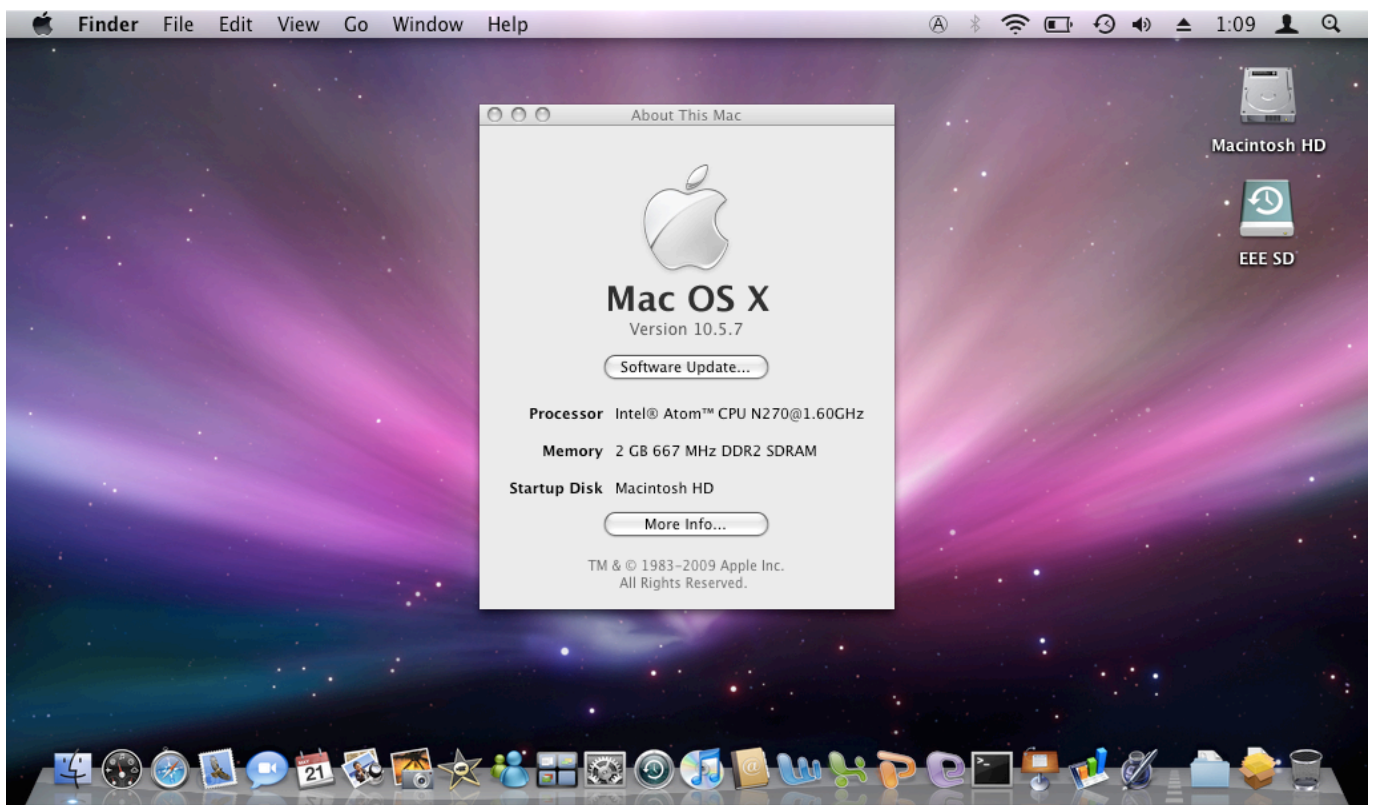 Finder File Edit View Go Window Help 1:09
About This Mac
Macintosh HD
EEE SD
Mac OS X
Version 10.5.7
Software Update...
Processor Intel® Atom™ CPU N270@1.60GHz
Memory 2 GB 667 MHz DDR2 SDRAM
Startup Disk Macintosh HD
More Info...
TM & © 1983–2009 Apple Inc.
All Rights Reserved.
MAY
21